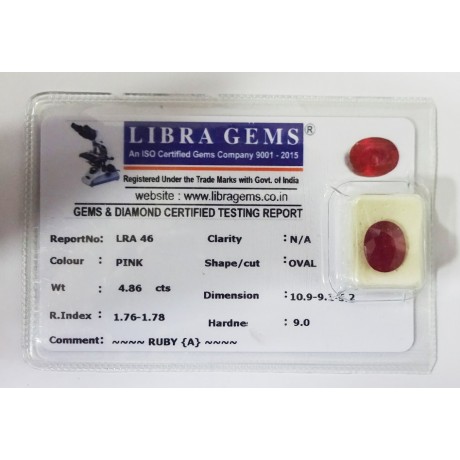 LIBRA GEMS®
An ISO Certified Gems Company 9001 - 2015
Registered Under the Trade Marks with Govt. of India
website : www.libragems.co.in
GEMS & DIAMOND CERTIFIED TESTING REPORT
ReportNo: LRA 46 Clarity : N/A
Colour : PINK Shape/cut : OVAL
Wt : 4.86 cts Dimension :
R.Index : 1.76-1.78 Hardne : 9.0
Comment: ~~~~ RUBY {A} ~~~~